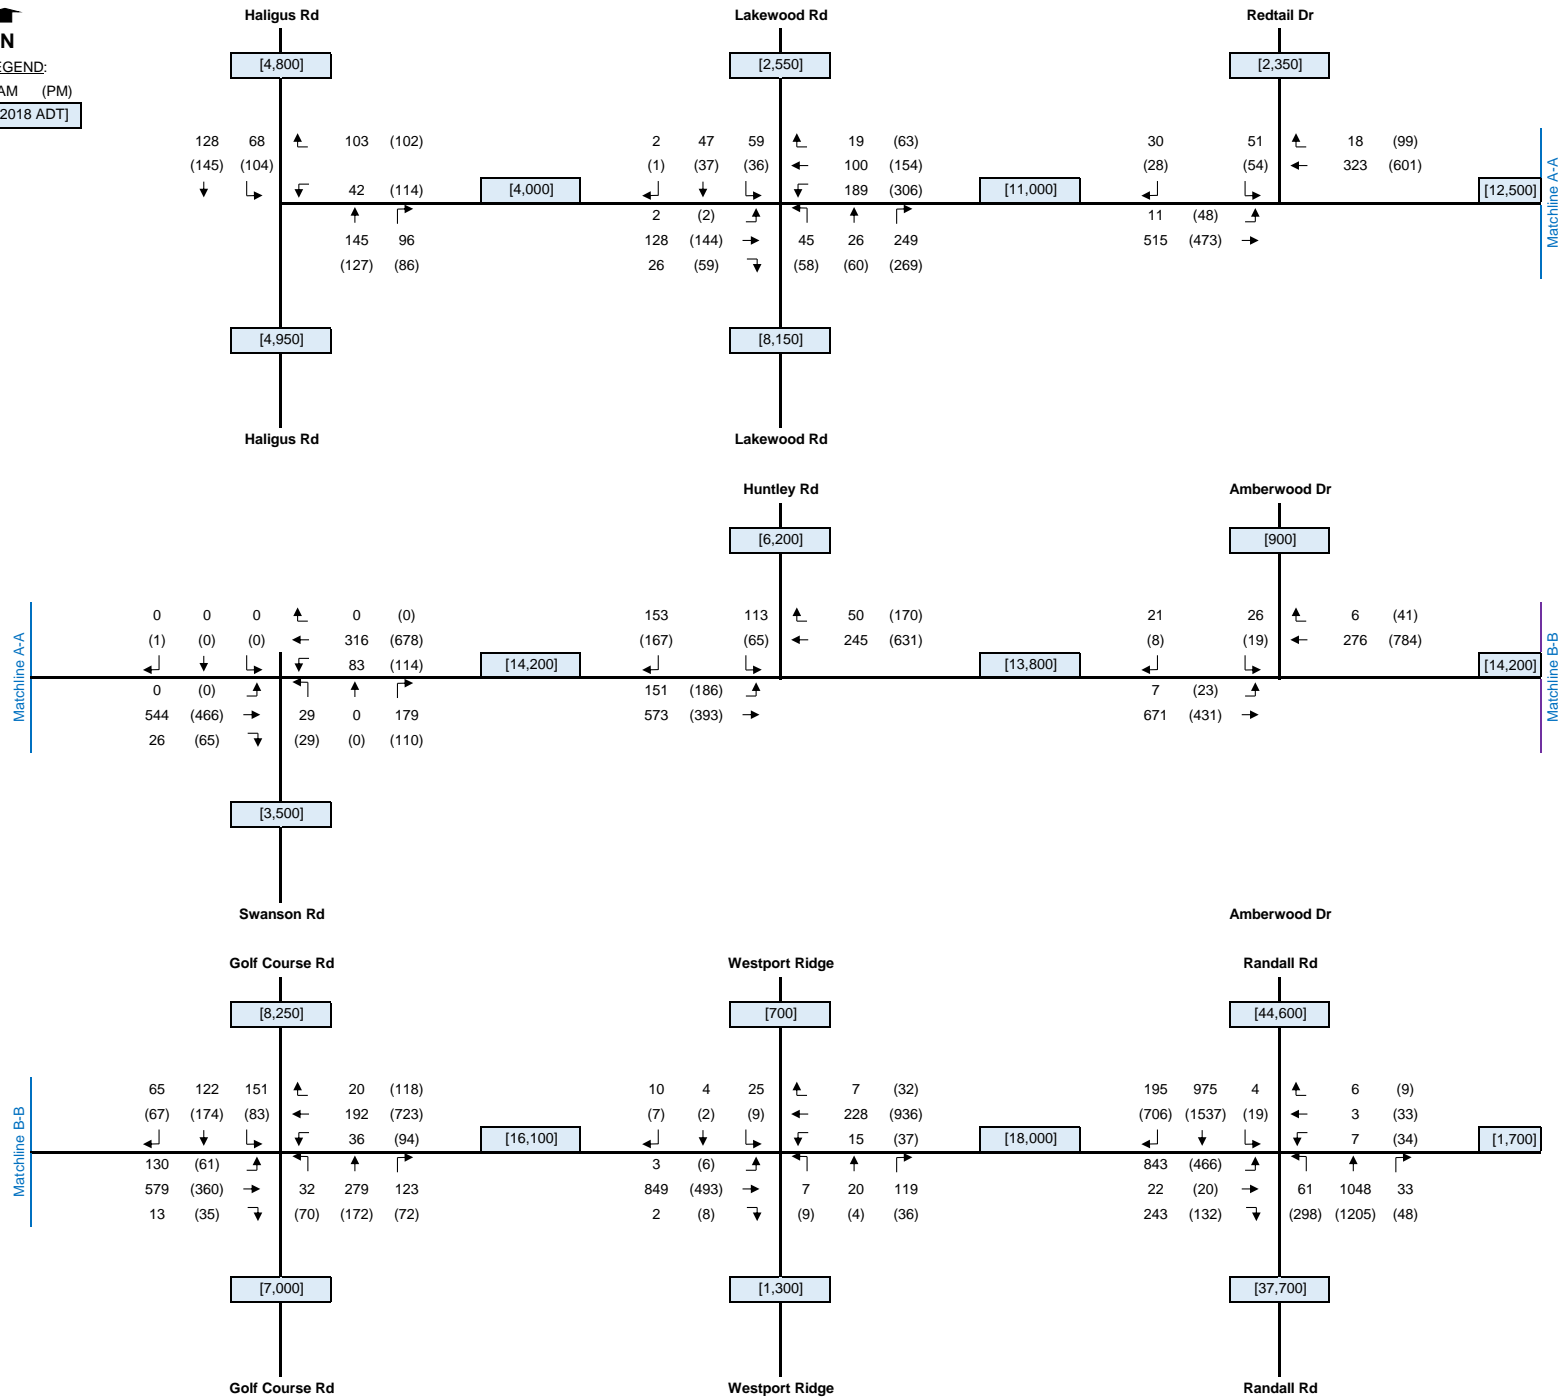 N
EGEND:
AM (PM)
2018 ADT]
Haligus Rd Lakewood Rd Redtail Dr
[4,800] [2,550] [2,350]
128 68 103 (102) 2 47 59 19 (63) 30 51 18 (99)
(145) (104) (1) (37) (36) 100 (154) (28) (54) 323 (601)
42 (114) [4,000] 189 (306) [11,000] [12,500]
2 (2) 11 (48)
145 96 128 (144) 45 26 249 515 (473)
(127) (86) 26 (59) (58) (60) (269)
Matchline A-A
[4,950] [8,150]
Haligus Rd Lakewood Rd
Huntley Rd Amberwood Dr
[6,200] [900]
0 0 0 0 (0) 153 113 50 (170) 21 26 6 (41)
(1) (0) (0) 316 (678) (167) (65) 245 (631) (8) (19) 276 (784)
83 (114) [14,200] [13,800] [14,200]
0 (0) 151 (186) 7 (23)
544 (466) 29 0 179 573 (393) 671 (431)
26 (65) (29) (0) (110)
Matchline A-A
Matchline B-B
[3,500]
Swanson Rd Amberwood Dr
Golf Course Rd Westport Ridge Randall Rd
[8,250] [700] [44,600]
65 122 151 20 (118) 10 4 25 7 (32) 195 975 4 6 (9)
(67) (174) (83) 192 (723) (7) (2) (9) 228 (936) (706) (1537) (19) 3 (33)
36 (94) [16,100] 15 (37) [18,000] 7 (34) [1,700]
130 (61) 3 (6) 843 (466)
579 (360) 32 279 123 849 (493) 7 20 119 22 (20) 61 1048 33
13 (35) (70) (172) (72) 2 (8) (9) (4) (36) 243 (132) (298) (1205) (48)
Matchline B-B
[7,000] [1,300] [37,700]
Golf Course Rd Westport Ridge Randall Rd